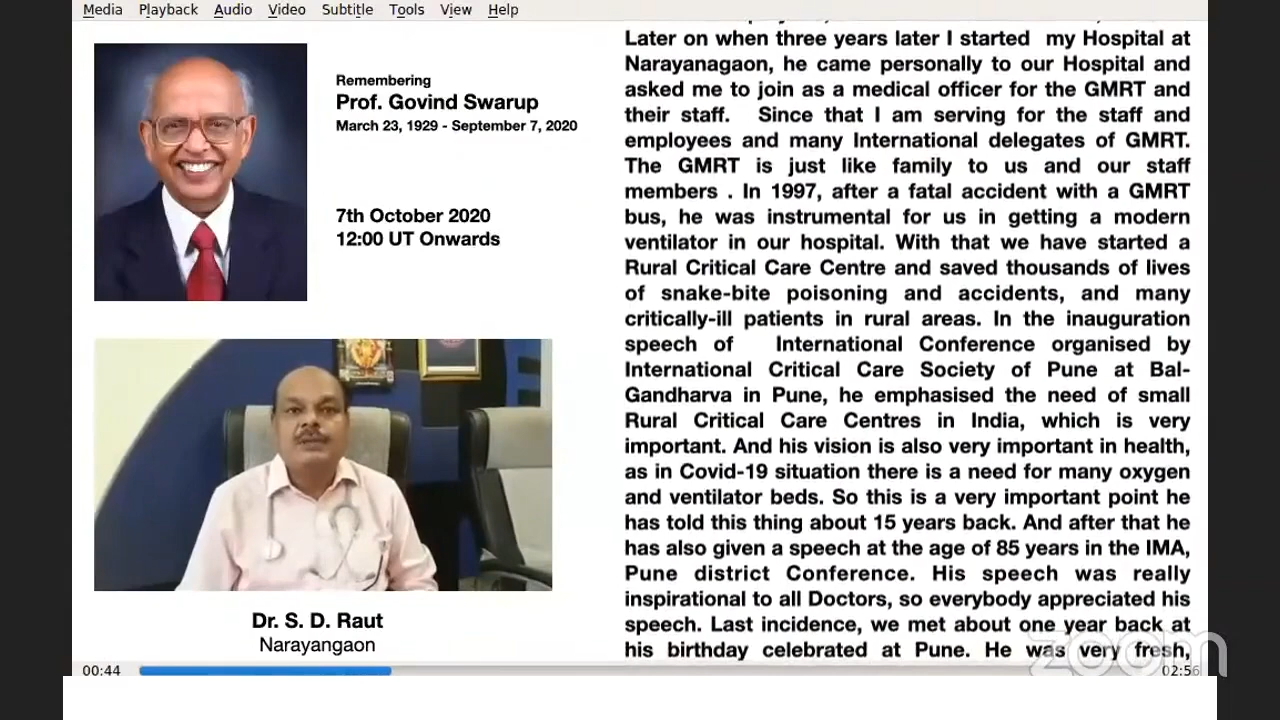 Media Playback Audio Video Subtitle Tools View Help
Remembering
Prof. Govind Swarup
March 23, 1929 - September 7, 2020
7th October 2020
12:00 UT Onwards
Dr. S. D. Raut
Narayangaon
Later on when three years later I started my Hospital at
Narayanagaon, he came personally to our Hospital and
asked me to join as a medical officer for the GMRT and
their staff. Since that I am serving for the staff and
employees and many International delegates of GMRT.
The GMRT is just like family to us and our staff
members . In 1997, after a fatal accident with a GMRT
bus, he was instrumental for us in getting a modern
ventilator in our hospital. With that we have started a
Rural Critical Care Centre and saved thousands of lives
of snake-bite poisoning and accidents, and many
critically-ill patients in rural areas. In the inauguration
speech of International Conference organised by
International Critical Care Society of Pune at Bal-
Gandharva in Pune, he emphasised the need of small
Rural Critical Care Centres in India, which is very
important. And his vision is also very important in health,
as in Covid-19 situation there is a need for many oxygen
and ventilator beds. So this is a very important point he
has told this thing about 15 years back. And after that he
has also given a speech at the age of 85 years in the IMA,
Pune district Conference. His speech was really
inspirational to all Doctors, so everybody appreciated his
speech. Last incidence, we met about one year back at
his birthday celebrated at Pune. He was very fresh,
zoom
00:44
02:56